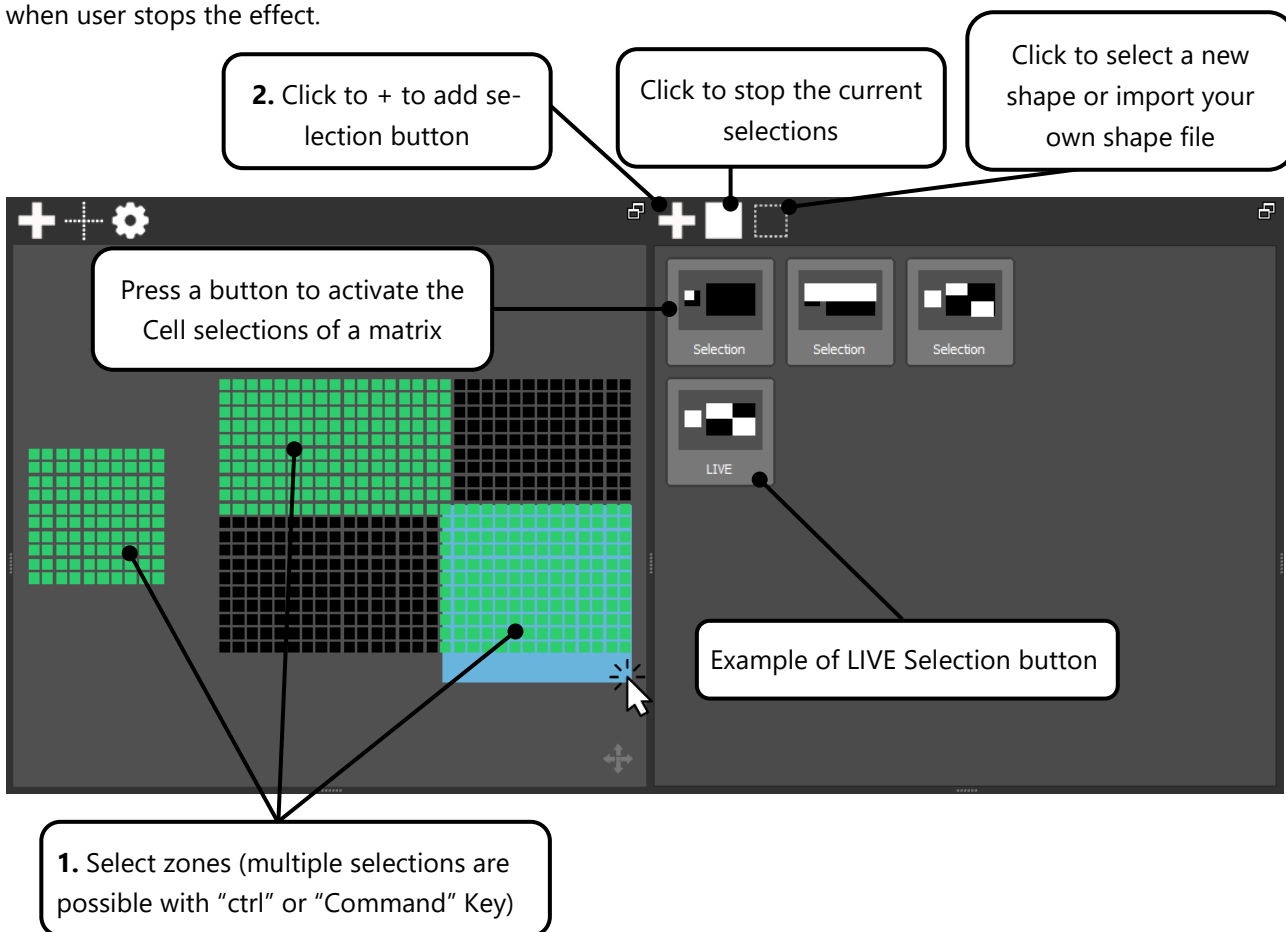 when user stops the effect.
2. Click to + to add se-
lection button
Click to stop the current
selections
Click to select a new
shape or import your
own shape file
Press a button to activate the
Cell selections of a matrix
Selection
Selection
Selection
LIVE
Example of LIVE Selection button
1. Select zones (multiple selections are
possible with “ctrl” or “Command” Key)